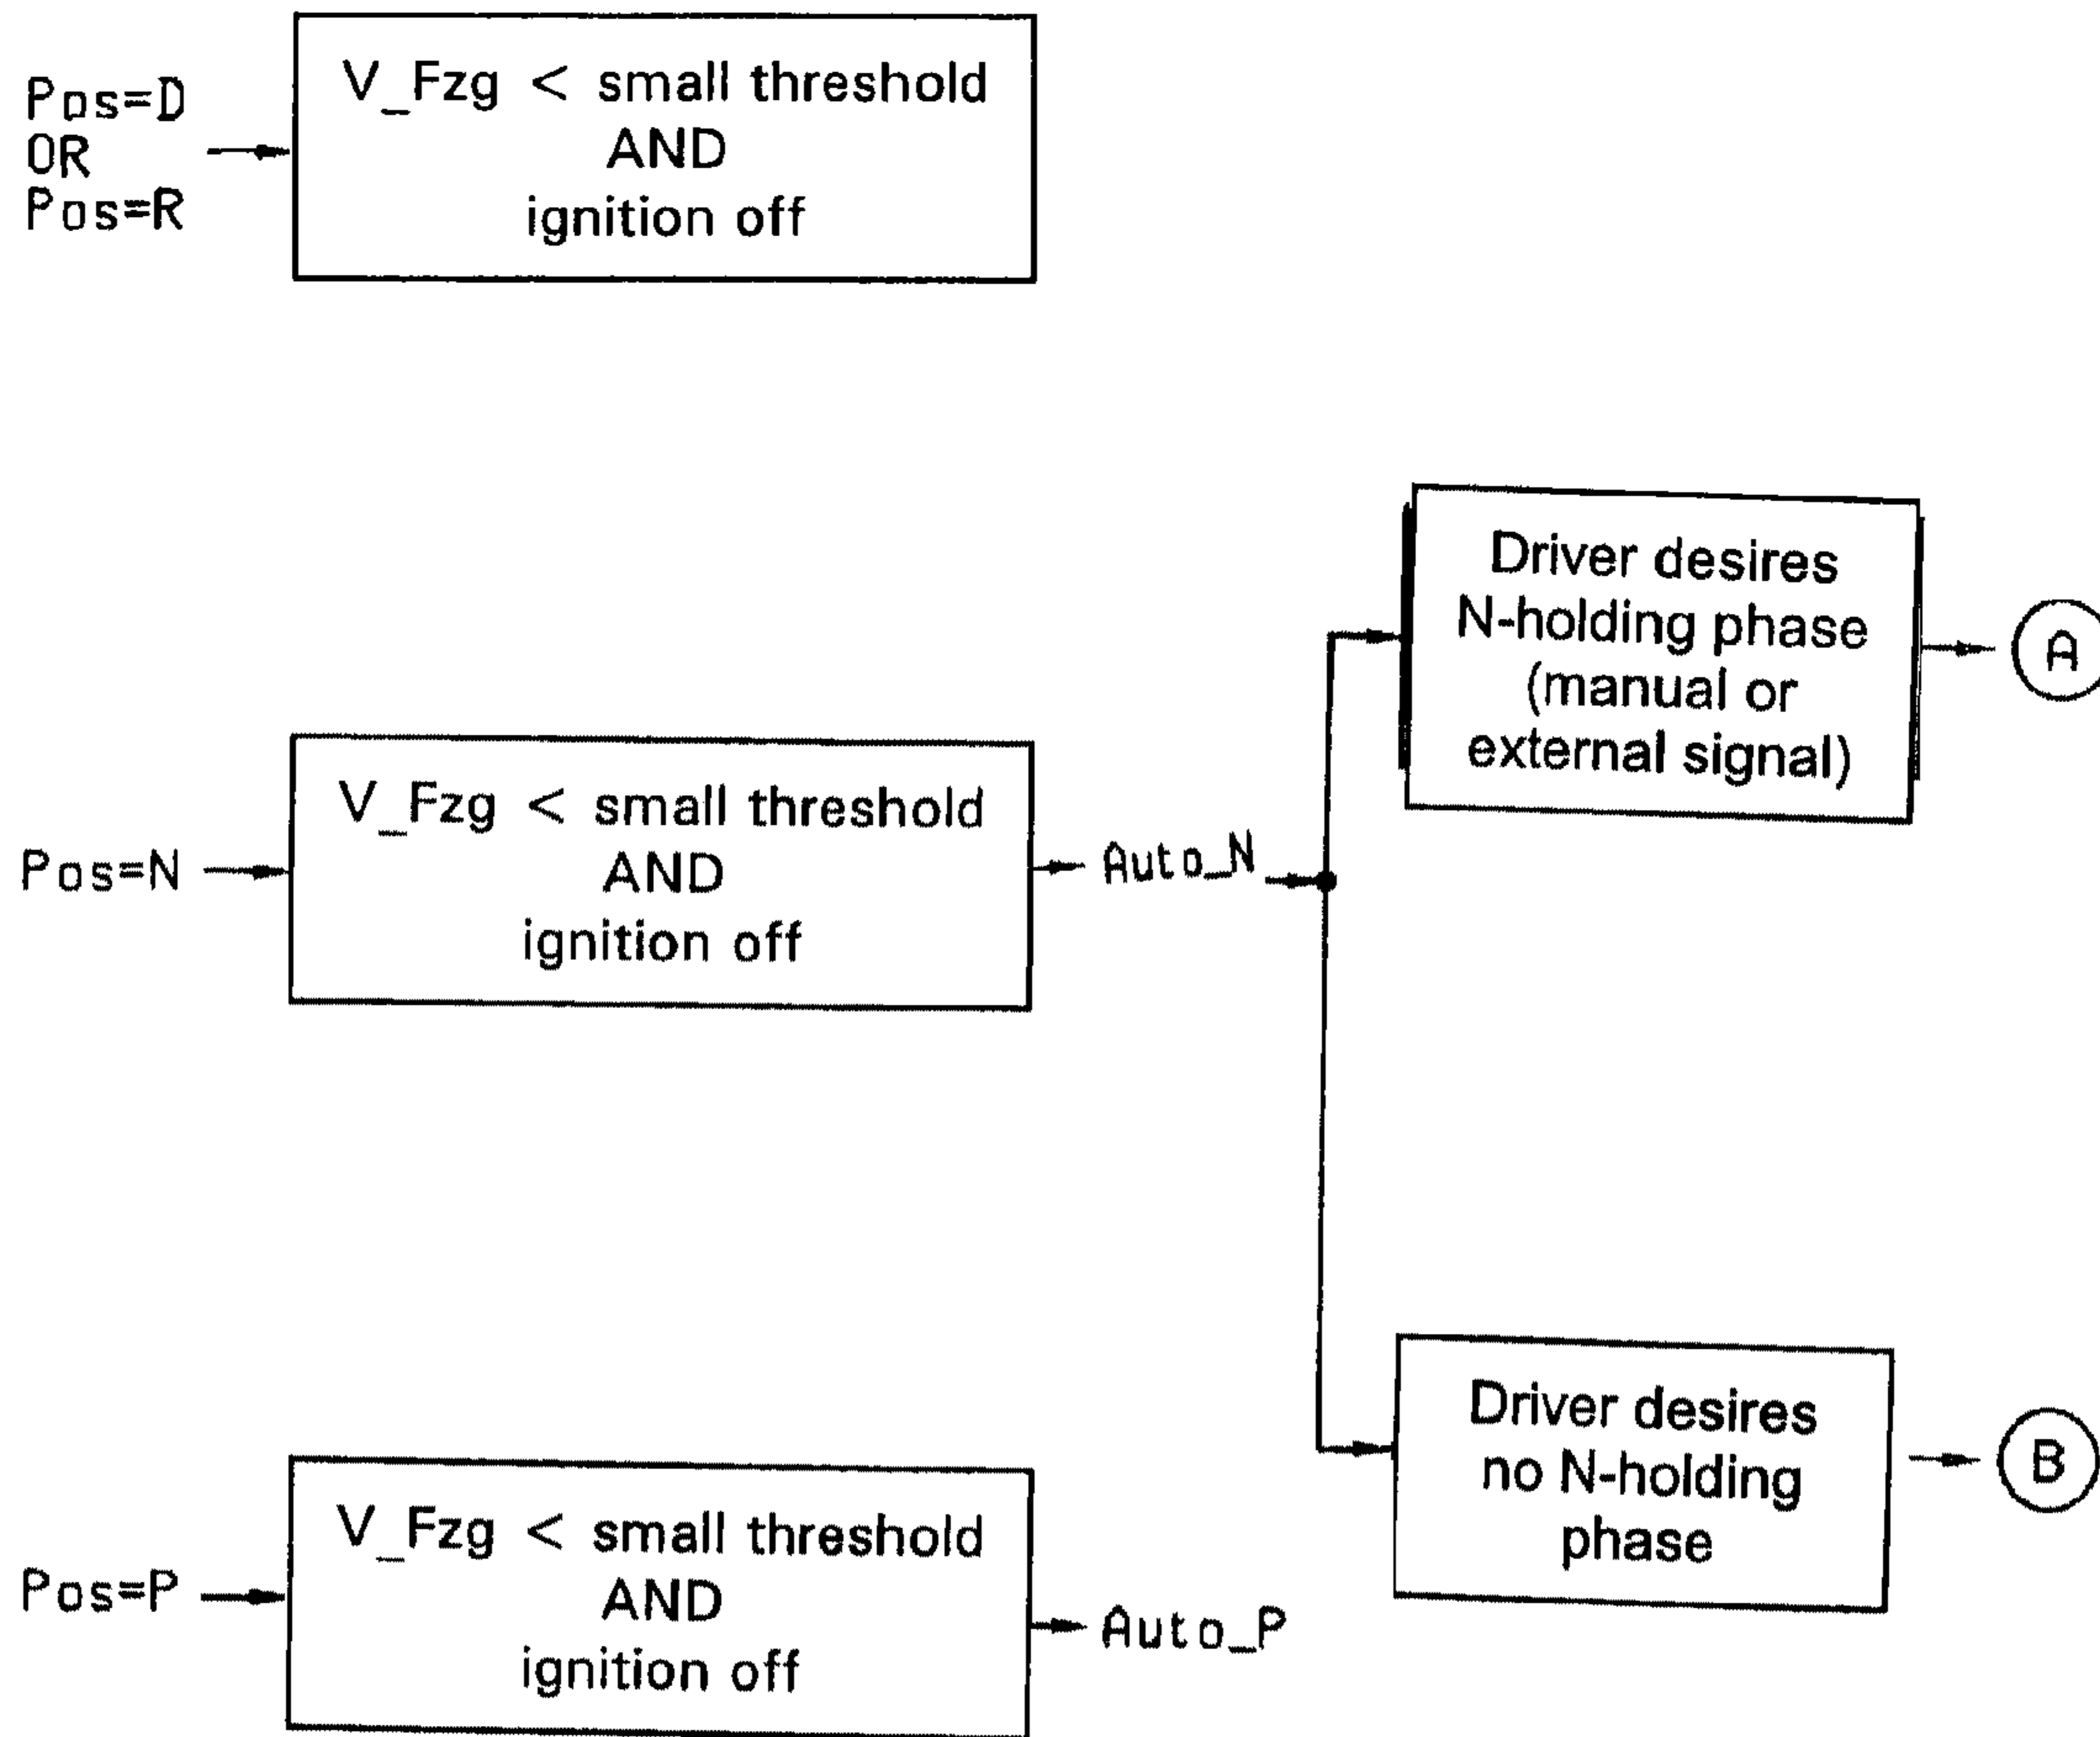 Pos=D
OR
Pos=R
V_Fzg < small threshold
AND
ignition off
Driver desires
N-holding phase
(manual or
external signal)
A
Pos=N
V_Fzg < small threshold
AND
ignition off
Auto_N
Driver desires
no N-holding
phase
B
Pos=P
V_Fzg < small threshold
AND
ignition off
Auto_P